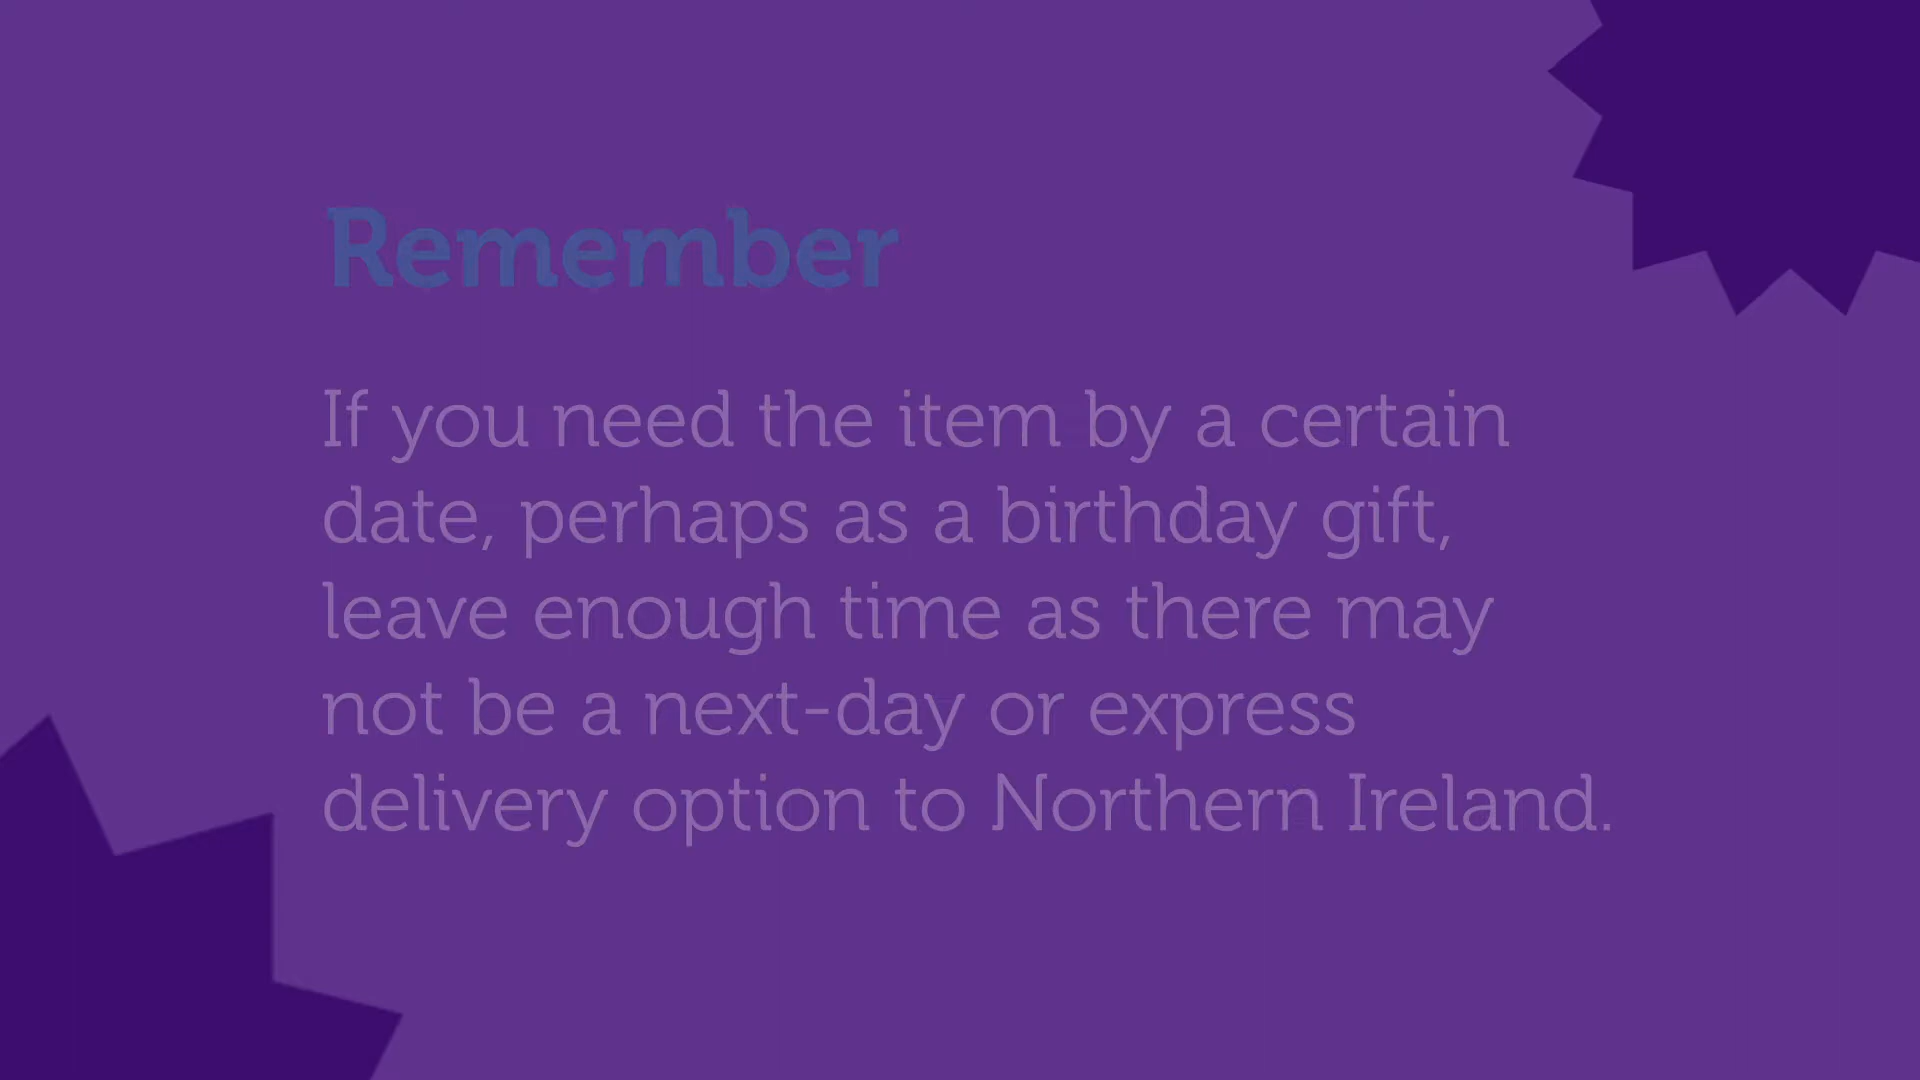 Remember
If you need the item by a certain
date, perhaps as a birthday gift,
leave enough time as there may
not be a next-day or express
delivery option to Northern Ireland.